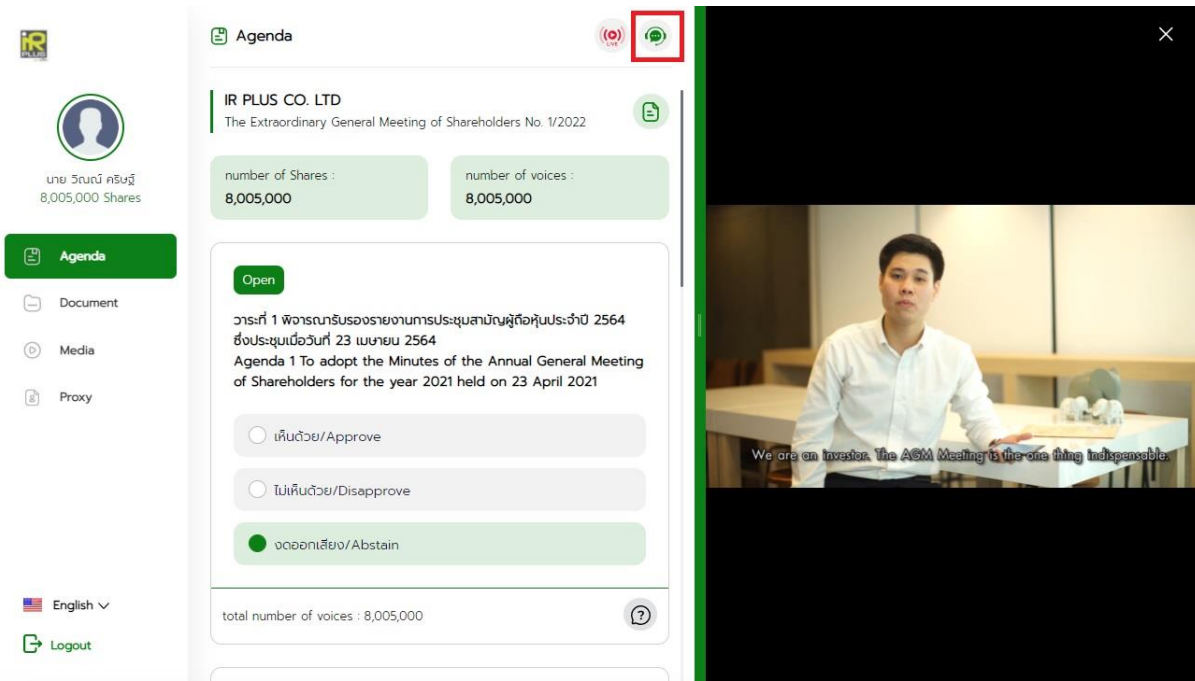 iR
PLUS
นาย วิณณ์ คริษฐ์
8,005,000 Shares
Agenda
Document
Media
Proxy
English
Logout
Agenda
LIVE
IR PLUS CO. LTD
The Extraordinary General Meeting of Shareholders No. 1/2022
number of Shares :
8,005,000
number of voices :
8,005,000
Open
วาระที่ 1 พิจารณารับรองรายงานการประชุมสามัญผู้ถือหุ้นประจำปี 2564
ซึ่งประชุมเมื่อวันที่ 23 เมษายน 2564
Agenda 1 To adopt the Minutes of the Annual General Meeting
of Shareholders for the year 2021 held on 23 April 2021
เห็นด้วย/Approve
ไม่เห็นด้วย/Disapprove
งดออกเสียง/Abstain
total number of voices : 8,005,000
?
We are an investor. The AGM Meeting is the one thing indispensable.